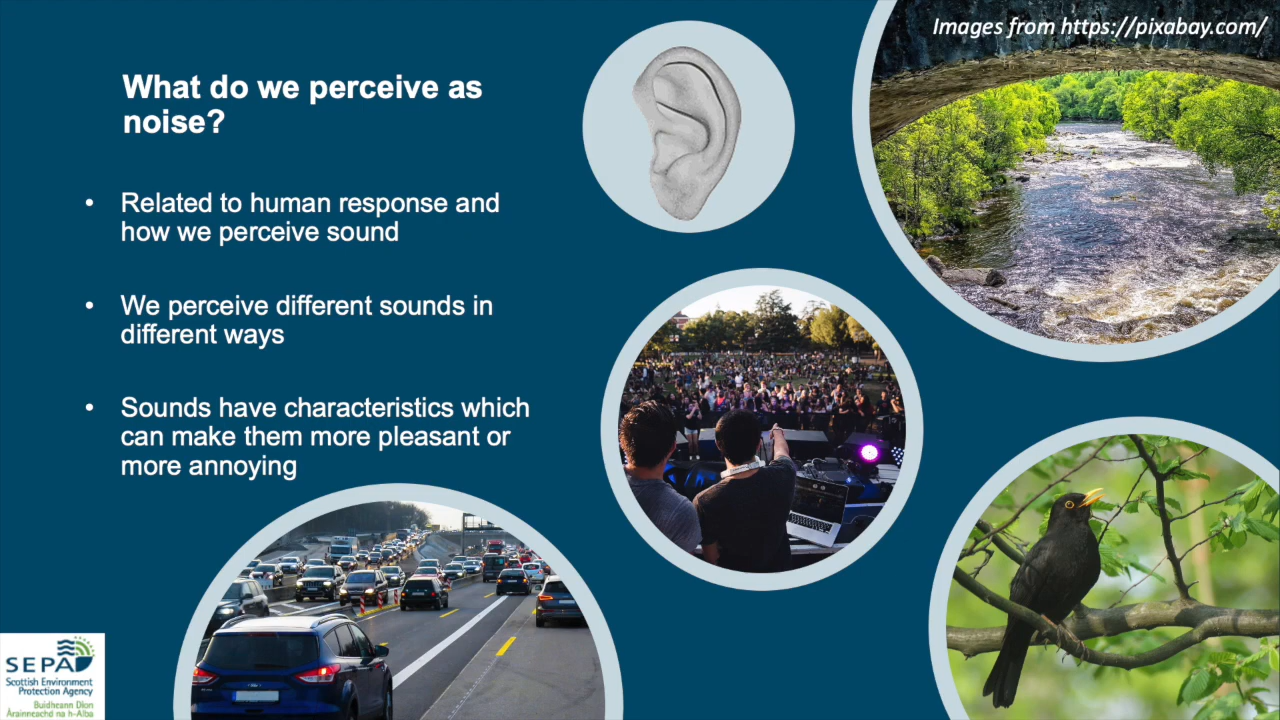 Images from https://pixabay.com/
What do we perceive as
noise?
• Related to human response and
how we perceive sound
• We perceive different sounds in
different ways
• Sounds have characteristics which
can make them more pleasant or
more annoying
SEPA
Scottish Environment
Protection Agency
Buidheann Dìon
Àrainneachd na h-Alba